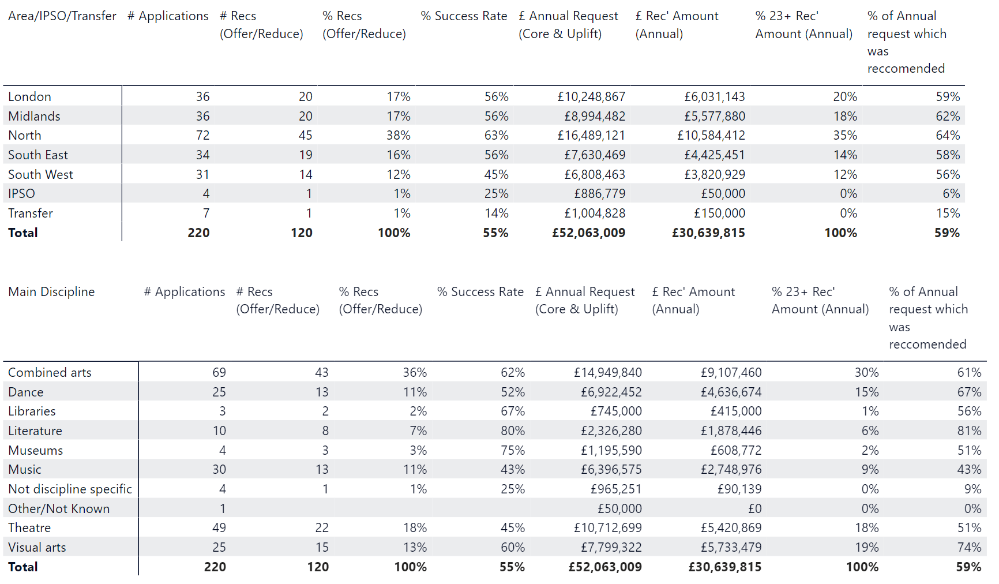 Area/IPSO/Transfer # Applications # Recs % Recs % Success Rate £ Annual Request £ Rec' Amount % 23+ Rec' % of Annual
(Offer/Reduce) (Offer/Reduce) (Core & Uplift) (Annual) Amount (Annual) request which
was
reccomended
London 36 20 17% 56% £10,248,867 £6,031,143 20% 59%
Midlands 36 20 17% 56% £8,994,482 £5,577,880 18% 62%
North 72 45 38% 63% £16,489,121 £10,584,412 35% 64%
South East 34 19 16% 56% £7,630,469 £4,425,451 14% 58%
South West 31 14 12% 45% £6,808,463 £3,820,929 12% 56%
IPSO 4 1 1% 25% £886,779 £50,000 0% 6%
Transfer 7 1 1% 14% £1,004,828 £150,000 0% 15%
Total 220 120 100% 55% £52,063,009 £30,639,815 100% 59%
Main Discipline # Applications # Recs % Recs % Success Rate £ Annual Request £ Rec' Amount % 23+ Rec' % of Annual
(Offer/Reduce) (Offer/Reduce) (Core & Uplift) (Annual) Amount (Annual) request which
was
reccomended
Combined arts 69 43 36% 62% £14,949,840 £9,107,460 30% 61%
Dance 25 13 11% 52% £6,922,452 £4,636,674 15% 67%
Libraries 3 2 2% 67% £745,000 £415,000 1% 56%
Literature 10 8 7% 80% £2,326,280 £1,878,446 6% 81%
Museums 4 3 3% 75% £1,195,590 £608,772 2% 51%
Music 30 13 11% 43% £6,396,575 £2,748,976 9% 43%
Not discipline specific 4 1 1% 25% £965,251 £90,139 0% 9%
Other/Not Known 1 £50,000 £0 0% 0%
Theatre 49 22 18% 45% £10,712,699 £5,420,869 18% 51%
Visual arts 25 15 13% 60% £7,799,322 £5,733,479 19% 74%
Total 220 120 100% 55% £52,063,009 £30,639,815 100% 59%